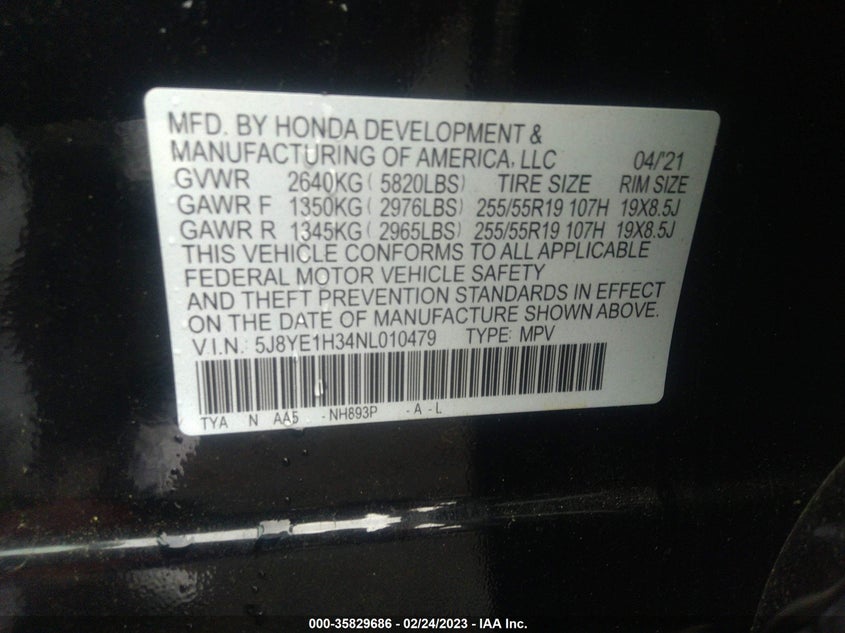 MFD. BY HONDA DEVELOPMENT &
MANUFACTURING OF AMERICA, LLC 04/'21
GVWR 2640KG ( 5820LBS) TIRE SIZE RIM SIZE
GAWR F 1350KG ( 2976LBS) 255/55R19 107H 19X8.5J
GAWR R 1345KG ( 2965LBS) 255/55R19 107H 19X8.5J
THIS VEHICLE CONFORMS TO ALL APPLICABLE
FEDERAL MOTOR VEHICLE SAFETY
AND THEFT PREVENTION STANDARDS IN EFFECT
ON THE DATE OF MANUFACTURE SHOWN ABOVE.
V.I.N. 5J8YE1H34NL010479 TYPE: MPV
TYA N AA5 -NH893P -A-L
000-35829686 - 02/24/2023 - IAA Inc.